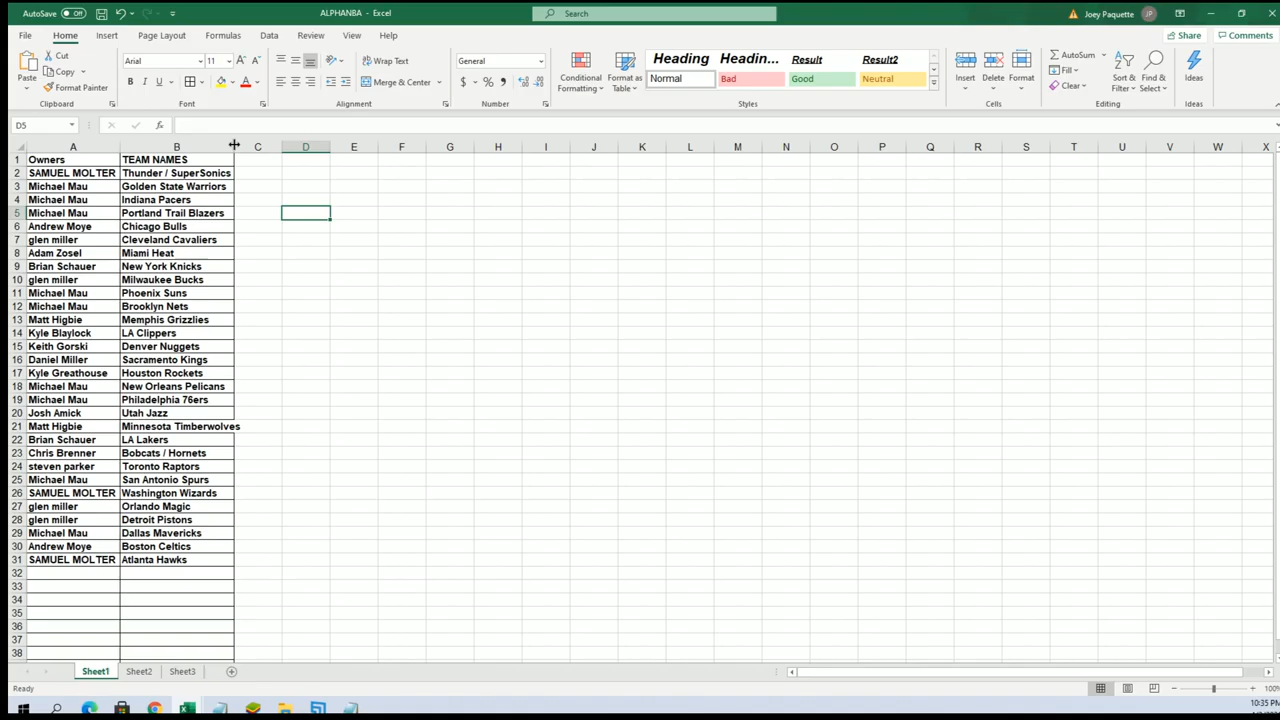 AutoSave Off
ALPHANBA - Excel
Search
Joey Paquette JP
File Home Insert Page Layout Formulas Data Review View Help
Share Comments
Paste Cut Copy Format Painter
Clipboard
Arial 11
B I U
Font
Wrap Text
Merge & Center
Alignment
General
$ % 9
Number
Conditional Formatting
Format as Table
Heading Headin... Result Result2
Normal Bad Good Neutral
Styles
Insert Delete Format
Cells
AutoSum Fill Clear
Sort & Filter
Find & Select
Editing
Ideas
Ideas
D5 fx
A B C D E F G H I J K L M N O P Q R S T U V W X
1 Owners TEAM NAMES
2 SAMUEL MOLTER Thunder / SuperSonics
3 Michael Mau Golden State Warriors
4 Michael Mau Indiana Pacers
5 Michael Mau Portland Trail Blazers
6 Andrew Moye Chicago Bulls
7 glen miller Cleveland Cavaliers
8 Adam Zosel Miami Heat
9 Brian Schauer New York Knicks
10 glen miller Milwaukee Bucks
11 Michael Mau Phoenix Suns
12 Michael Mau Brooklyn Nets
13 Matt Higbie Memphis Grizzlies
14 Kyle Blaylock LA Clippers
15 Keith Gorski Denver Nuggets
16 Daniel Miller Sacramento Kings
17 Kyle Greathouse Houston Rockets
18 Michael Mau New Orleans Pelicans
19 Michael Mau Philadelphia 76ers
20 Josh Amick Utah Jazz
21 Matt Higbie Minnesota Timberwolves
22 Brian Schauer LA Lakers
23 Chris Brenner Bobcats / Hornets
24 steven parker Toronto Raptors
25 Michael Mau San Antonio Spurs
26 SAMUEL MOLTER Washington Wizards
27 glen miller Orlando Magic
28 glen miller Detroit Pistons
29 Michael Mau Dallas Mavericks
30 Andrew Moye Boston Celtics
31 SAMUEL MOLTER Atlanta Hawks
32
33
34
35
36
37
38
Sheet1 Sheet2 Sheet3
Ready
100%
10:35 PM